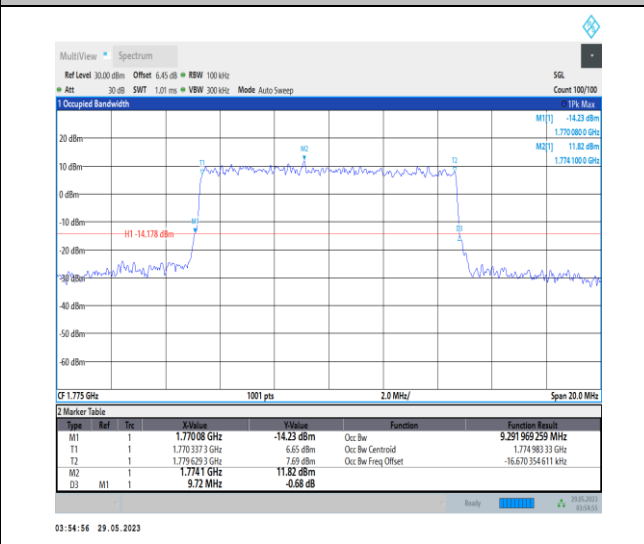 MultiView Spectrum
Ref Level 30.00 dBm Offset 6.45 dB RBW 100 kHz SGL
Att 30 dB SWT 1.01 ms VBW 300 kHz Mode Auto Sweep Count 100/100
1 Occupied Bandwidth 1Pk Max
M1[1] -14.23 dBm
1.770 080 0 GHz
M2[1] 11.82 dBm
1.774 100 0 GHz
20 dBm
M2
T1 T2
10 dBm
0 dBm
-10 dBm
M1
D3
H1 -14.178 dBm
-20 dBm
-30 dBm
-40 dBm
-50 dBm
-60 dBm
CF 1.775 GHz 1001 pts 2.0 MHz/ Span 20.0 MHz
2 Marker Table
Type Ref Trc X-Value Y-Value Function Function Result
M1 1 1.77008 GHz -14.23 dBm Occ Bw 9.291 969 259 MHz
T1 1 1.770 337 3 GHz 6.65 dBm Occ Bw Centroid 1.774 983 33 GHz
T2 1 1.779 629 3 GHz 7.69 dBm Occ Bw Freq Offset -16.670 354 611 kHz
M2 1 1.7741 GHz 11.82 dBm
D3 M1 1 9.72 MHz -0.68 dB
Ready 29.05.2023
03:54:55
03:54:56 29.05.2023